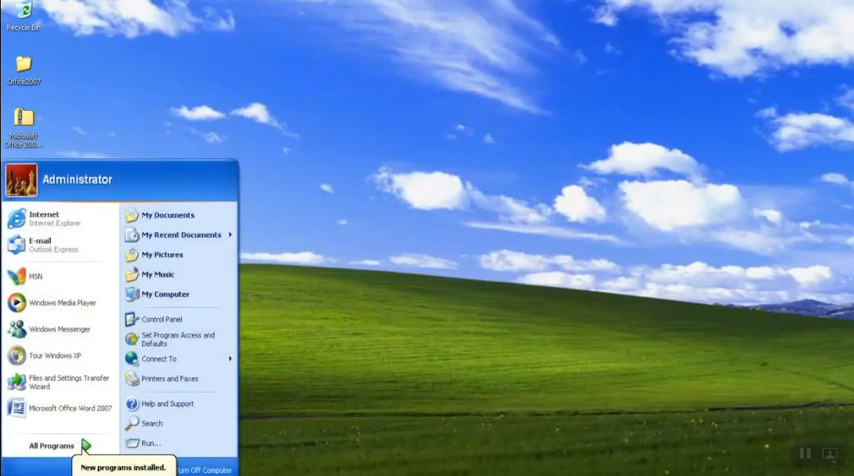 Recycle Bin
Office2007
Microsoft
Office 200...
Administrator
Internet
Internet Explorer
E-mail
Outlook Express
MSN
Windows Media Player
Windows Messenger
Tour Windows XP
Files and Settings Transfer
Wizard
Microsoft Office Word 2007
All Programs
My Documents
My Recent Documents
My Pictures
My Music
My Computer
Control Panel
Set Program Access and
Defaults
Connect To
Printers and Faxes
Help and Support
Search
Run...
New programs installed.
Turn Off Computer